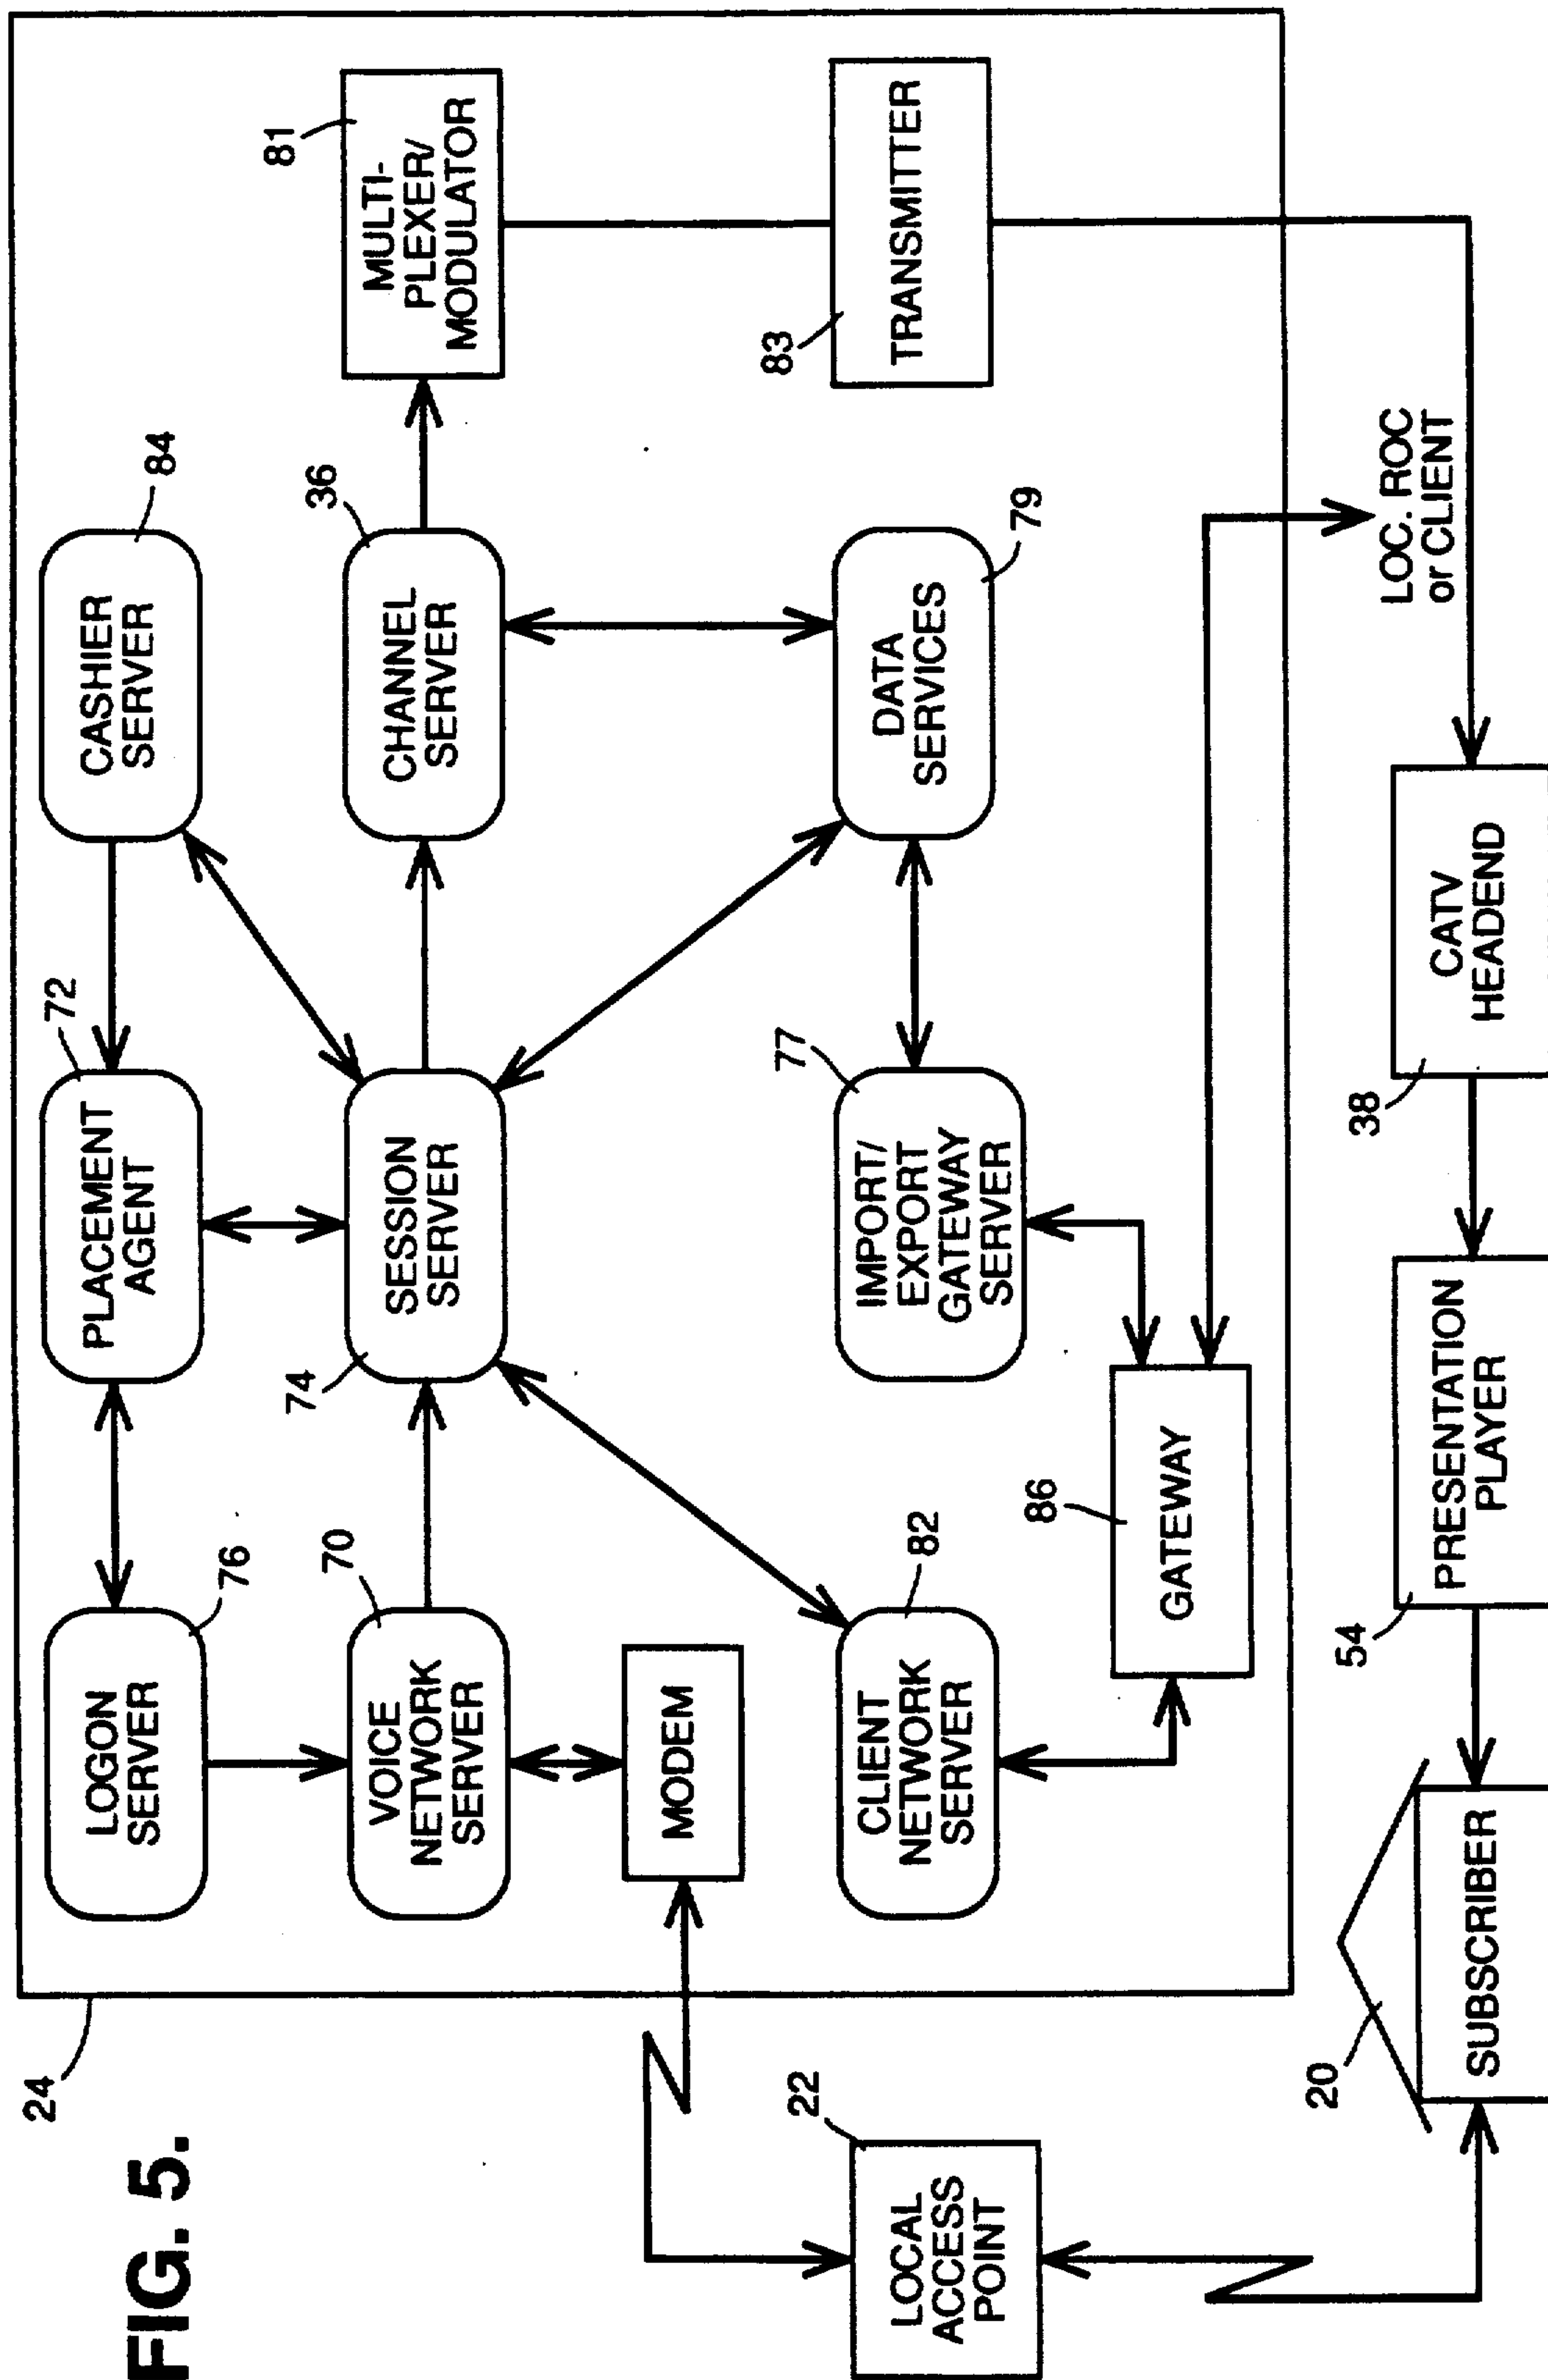 FIG. 5.
24
LOGON
SERVER
76
PLACEMENT
AGENT
72
CASHIER
SERVER
84
VOICE
NETWORK
SERVER
70
SESSION
SERVER
74
CHANNEL
SERVER
36
MULTI-
PLEXER/
MODULATOR
81
MODEM
CLIENT
NETWORK
SERVER
82
IMPORT/
EXPORT
GATEWAY
SERVER
77
DATA
SERVICES
79
TRANSMITTER
83
GATEWAY
86
LOCAL
ACCESS
POINT
22
LOC. ROC
or CLIENT
SUBSCRIBER
20
PRESENTATION
PLAYER
54
CATV
HEADEND
38